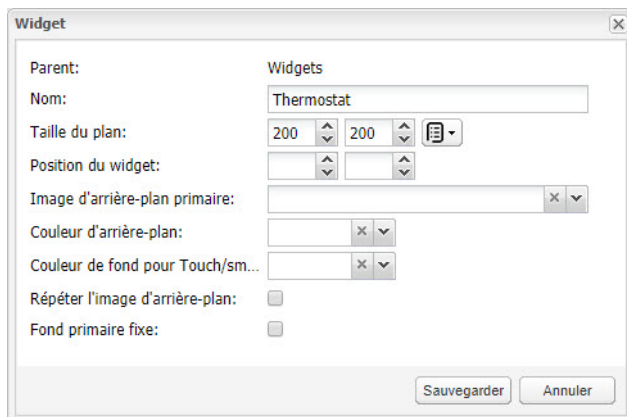 Widget
Parent: Widgets
Nom: Thermostat
Taille du plan: 200 200
Position du widget:
Image d'arrière-plan primaire:
Couleur d'arrière-plan:
Couleur de fond pour Touch/sm...
Répéter l'image d'arrière-plan:
Fond primaire fixe:
Sauvegarder Annuler